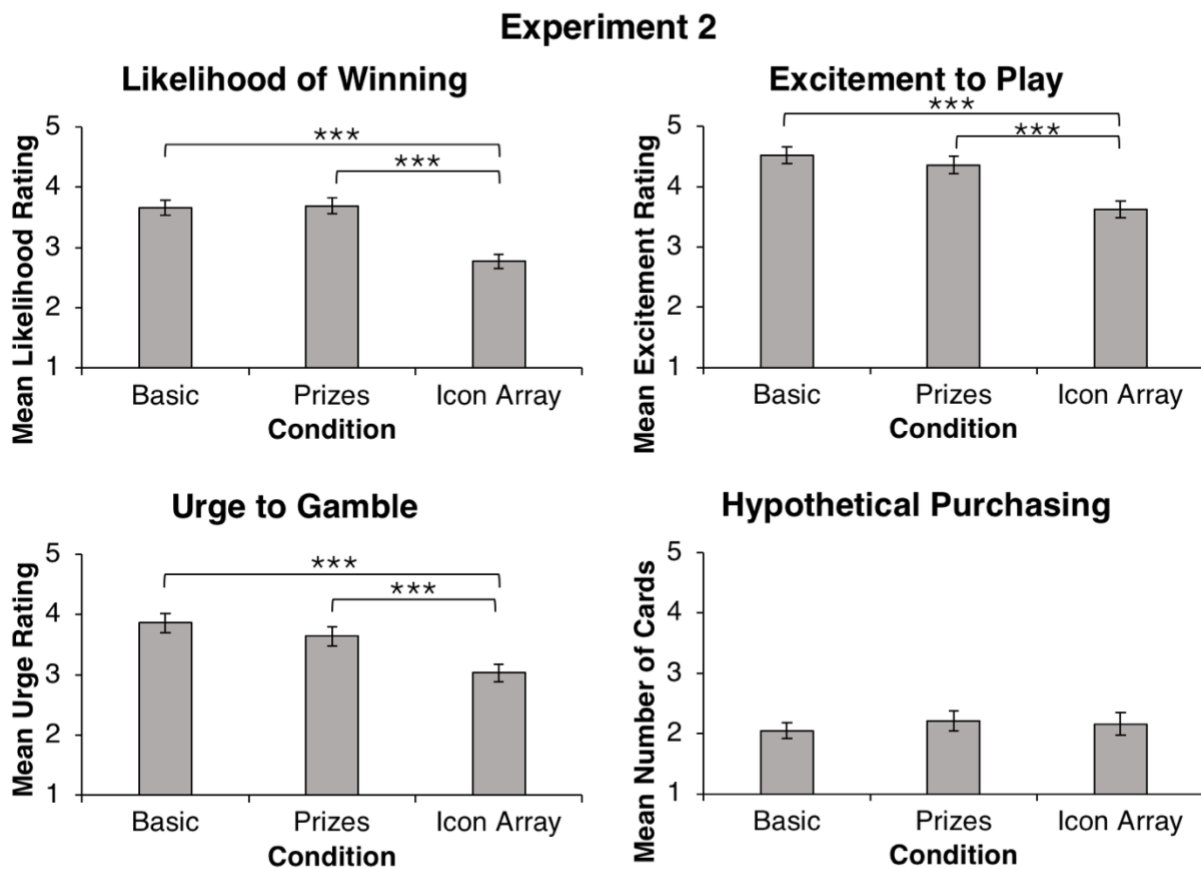 Experiment 2
Likelihood of Winning
Mean Likelihood Rating
5
4
3
2
1
***
***
Basic
Prizes
Icon Array
Condition
Excitement to Play
Mean Excitement Rating
5
4
3
2
1
***
***
Basic
Prizes
Icon Array
Condition
Urge to Gamble
Mean Urge Rating
5
4
3
2
1
***
***
Basic
Prizes
Icon Array
Condition
Hypothetical Purchasing
Mean Number of Cards
5
4
3
2
1
Basic
Prizes
Icon Array
Condition